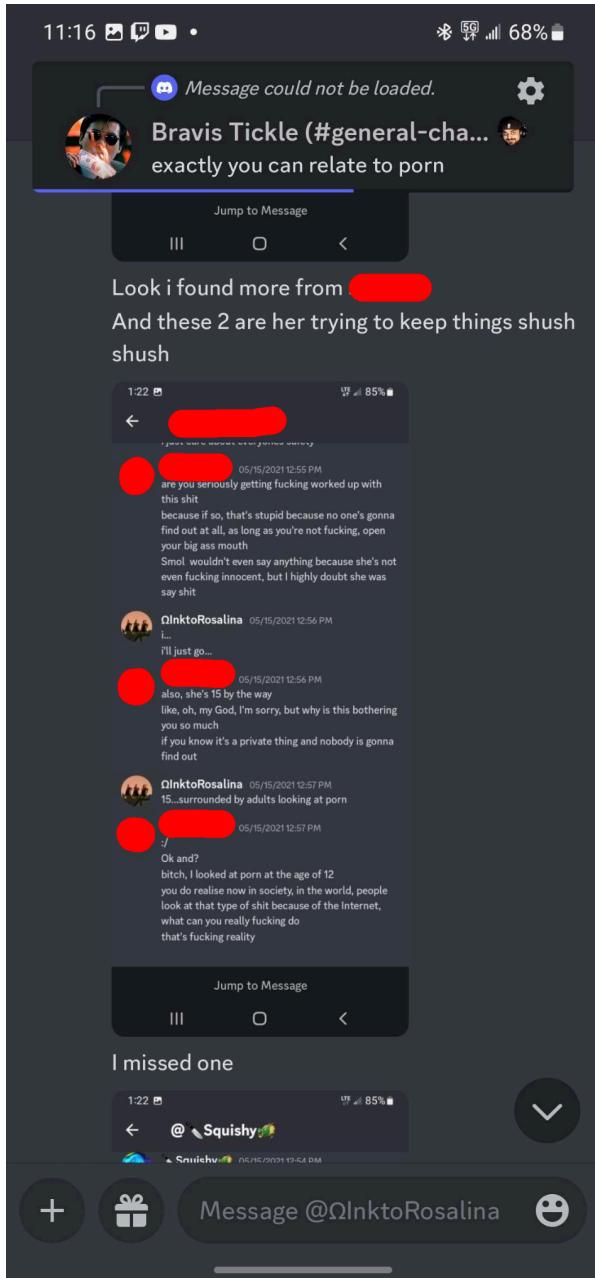 11:16 68%
5G
Message could not be loaded.
Bravis Tickle (#general-cha...
exactly you can relate to porn
Jump to Message
Look i found more from
And these 2 are her trying to keep things shush
shush
1:22 LTE 85%
i just care about everyones safety
05/15/2021 12:55 PM
are you seriously getting fucking worked up with
this shit
because if so, that's stupid because no one's gonna
find out at all, as long as you're not fucking, open
your big ass mouth
Smol wouldn't even say anything because she's not
even fucking innocent, but I highly doubt she was
say shit
ΩInktoRosalina 05/15/2021 12:56 PM
i...
i'll just go...
05/15/2021 12:56 PM
also, she's 15 by the way
like, oh, my God, I'm sorry, but why is this bothering
you so much
if you know it's a private thing and nobody is gonna
find out
ΩInktoRosalina 05/15/2021 12:57 PM
15...surrounded by adults looking at porn
05/15/2021 12:57 PM
:/
Ok and?
bitch, I looked at porn at the age of 12
you do realise now in society, in the world, people
look at that type of shit because of the Internet,
what can you really fucking do
that's fucking reality
Jump to Message
I missed one
1:22 LTE 85%
@🔪Squishy🐢
Squishy 05/15/2021 12:54 PM
Message @ΩInktoRosalina